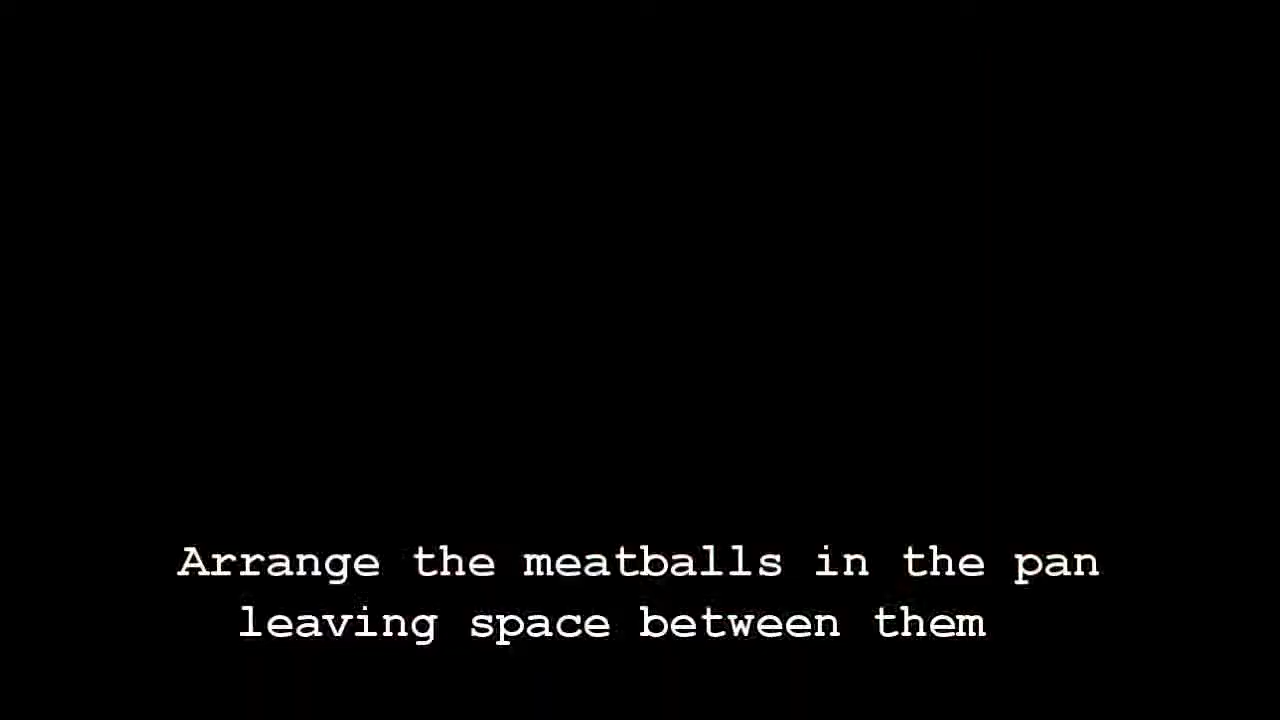 Arrange the meatballs in the pan
leaving space between them